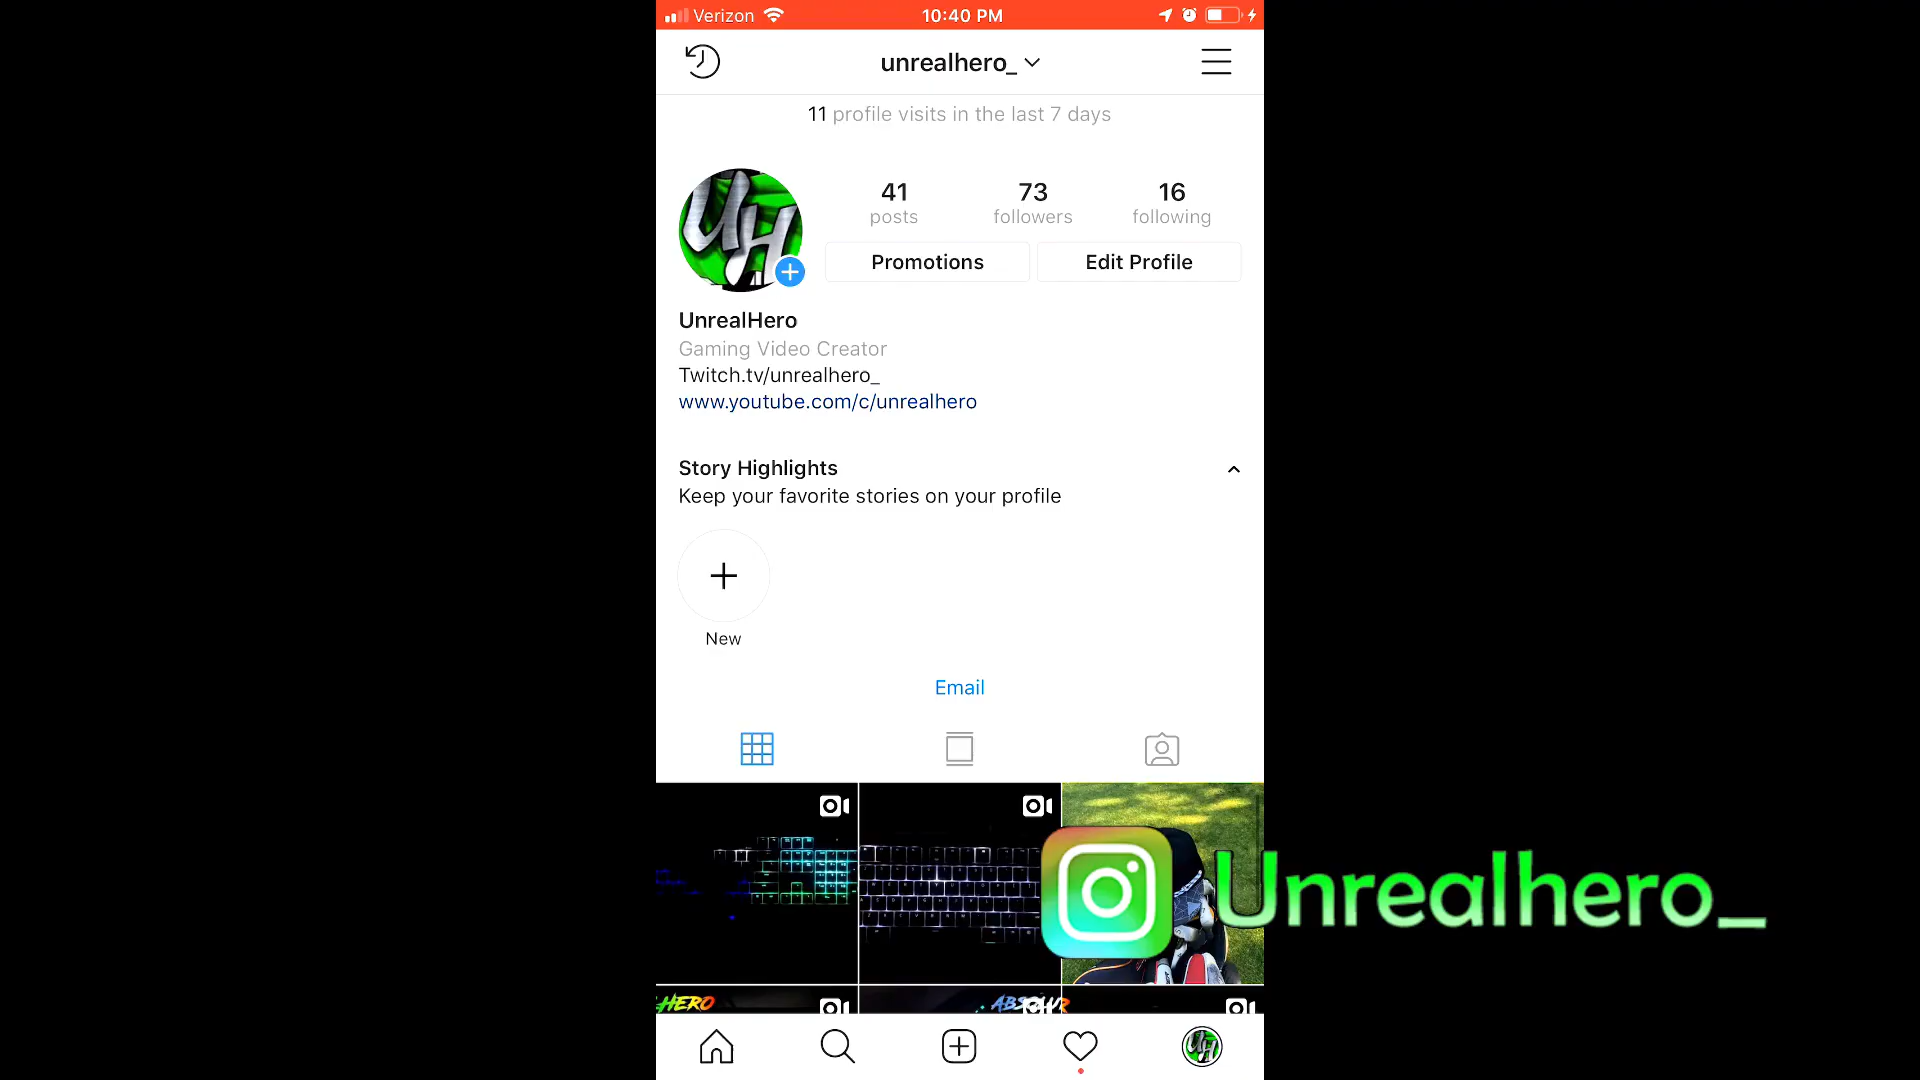 Verizon 10:40 PM
unrealhero_
11 profile visits in the last 7 days
UH
41 73 16
posts followers following
Promotions Edit Profile
UnrealHero
Gaming Video Creator
Twitch.tv/unrealhero_
www.youtube.com/c/unrealhero
Story Highlights
Keep your favorite stories on your profile
New
Email
Unrealhero_
HERO
UH